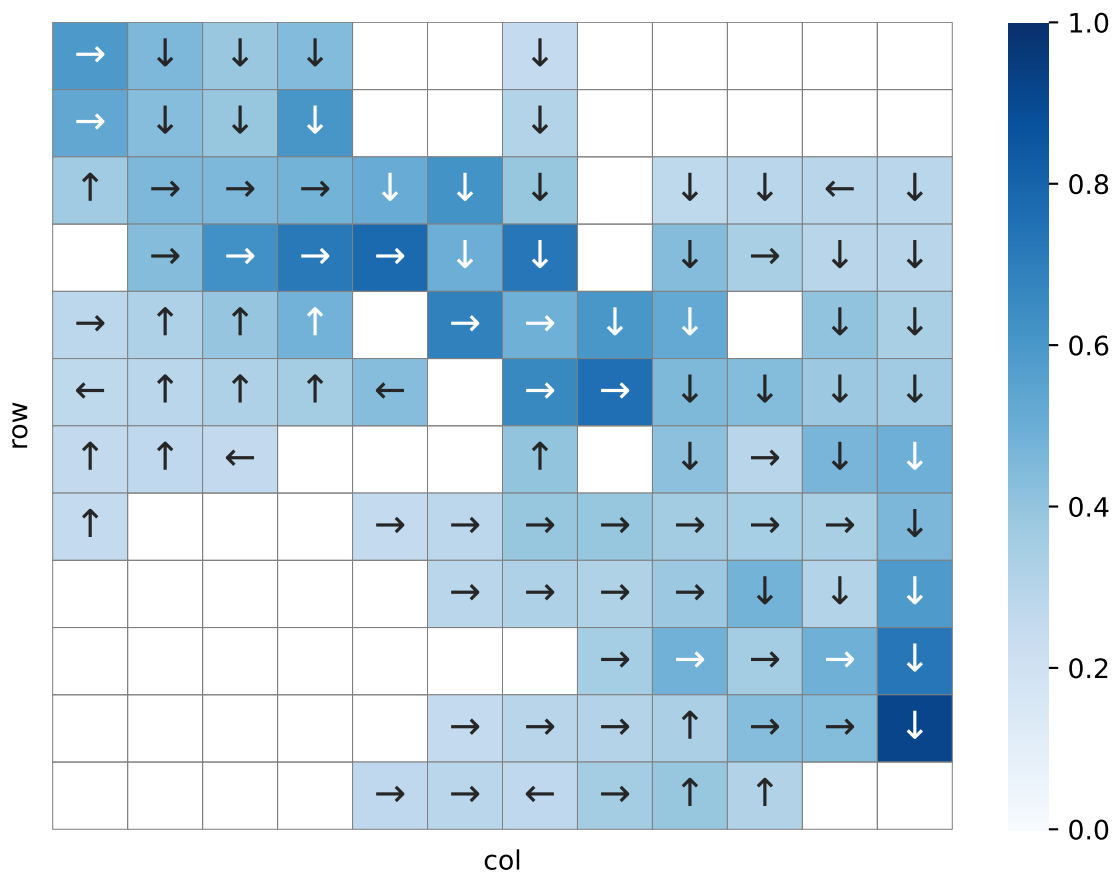 → ↓ ↓ ↓ ↓ 1.0
→ ↓ ↓ ↓ ↓
↑ → → → ↓ ↓ ↓ ↓ ↓ ← ↓ 0.8
→ → → → ↓ ↓ ↓ → ↓ ↓
→ ↑ ↑ ↑ → → ↓ ↓ ↓ ↓ 0.6
← ↑ ↑ ↑ ← → → ↓ ↓ ↓ ↓
row
↑ ↑ ← ↑ ↓ → ↓ ↓
↑ → → → → → → → ↓ 0.4
→ → → → ↓ ↓ ↓
→ → → → ↓ 0.2
→ → → ↑ → → ↓
→ → ← → ↑ ↑ 0.0
col